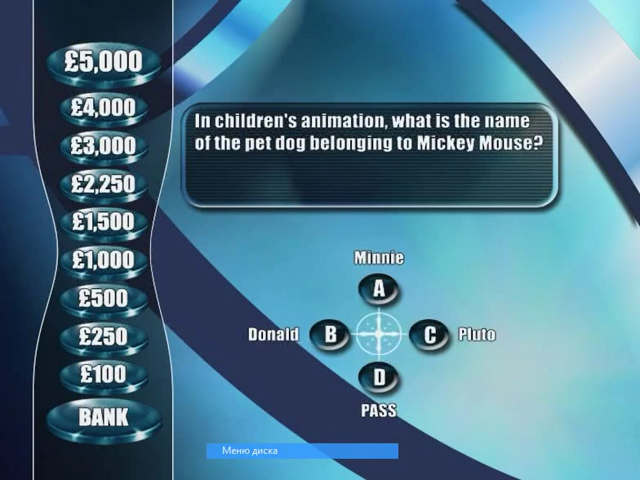 £5,000
£4,000
£3,000
£2,250
£1,500
£1,000
£500
£250
£100
BANK
In children's animation, what is the name
of the pet dog belonging to Mickey Mouse?
Minnie
A
Donald B C Pluto
D
PASS
Меню диска